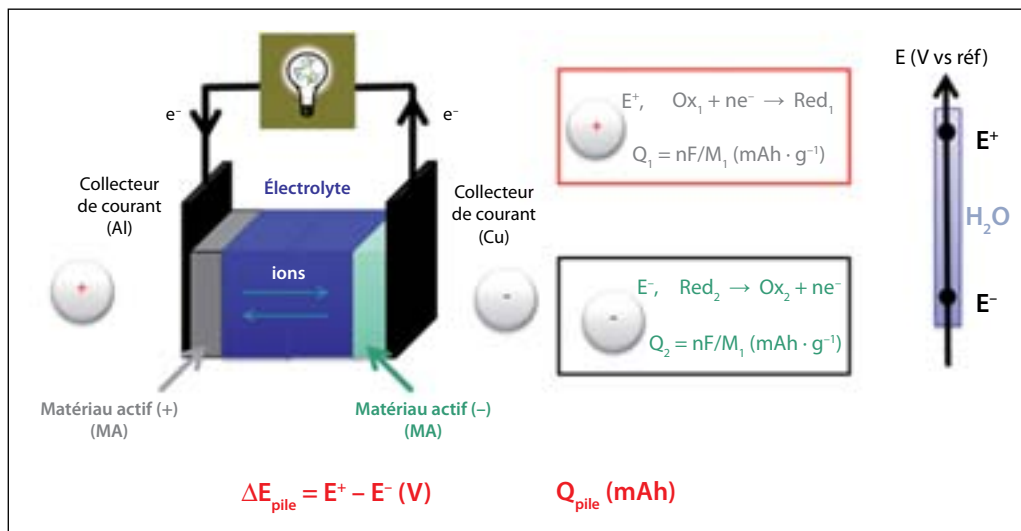 E (V vs réf)
e⁻
e⁻
+
E⁺, Ox₁ + ne⁻ → Red₁
Q₁ = nF/M₁ (mAh · g⁻¹)
E⁺
Collecteur
de courant
(Al)
Électrolyte
Collecteur
de courant
(Cu)
H₂O
+
ions
-
-
E⁻, Red₂ → Ox₂ + ne⁻
Q₂ = nF/M₁ (mAh · g⁻¹)
E⁻
Matériau actif (+)
(MA)
Matériau actif (–)
(MA)
ΔE_pile = E⁺ – E⁻ (V)
Q_pile (mAh)